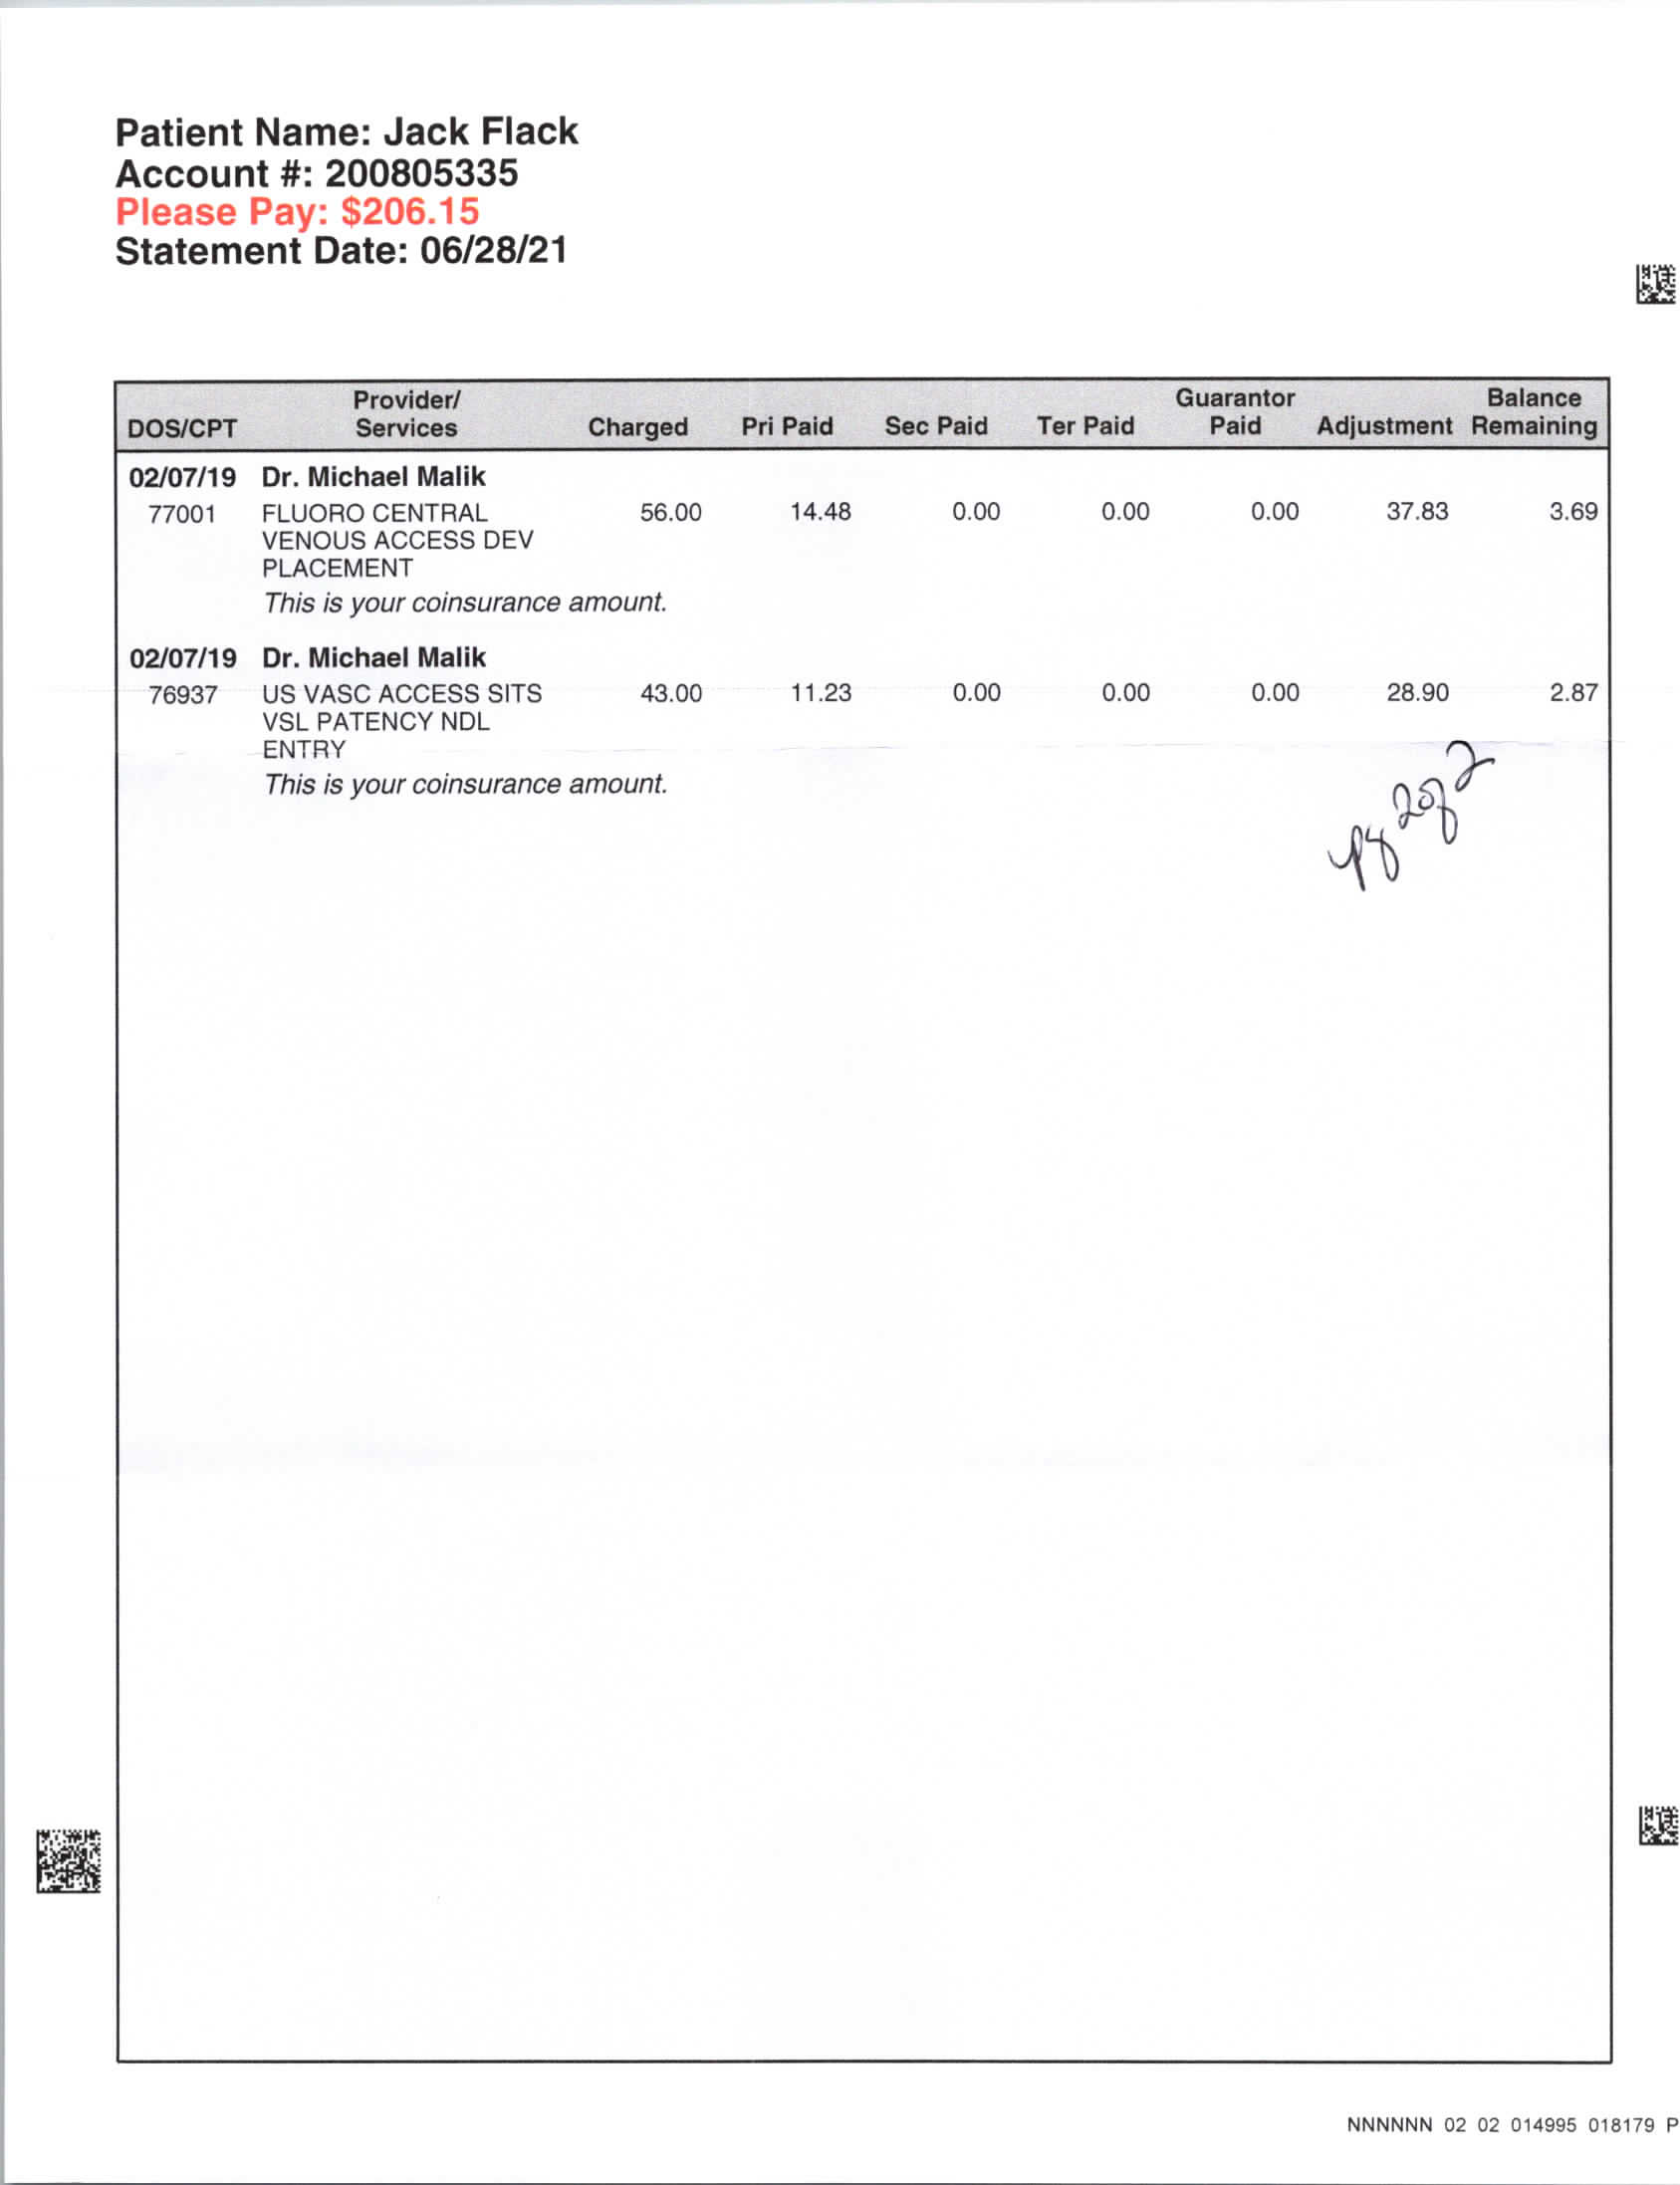 Patient Name: Jack Flack
Account #: 200805335
Please Pay: $206.15
Statement Date: 06/28/21
DOS/CPT Provider/ Services Charged Pri Paid Sec Paid Ter Paid Guarantor Paid Adjustment Balance Remaining
02/07/19 Dr. Michael Malik
77001 FLUORO CENTRAL 56.00 14.48 0.00 0.00 0.00 37.83 3.69
VENOUS ACCESS DEV
PLACEMENT
This is your coinsurance amount.
02/07/19 Dr. Michael Malik
76937 US VASC ACCESS SITS 43.00 11.23 0.00 0.00 0.00 28.90 2.87
VSL PATENCY NDL
ENTRY
This is your coinsurance amount.
pg 2 of 2
NNNNNN 02 02 014995 018179 P